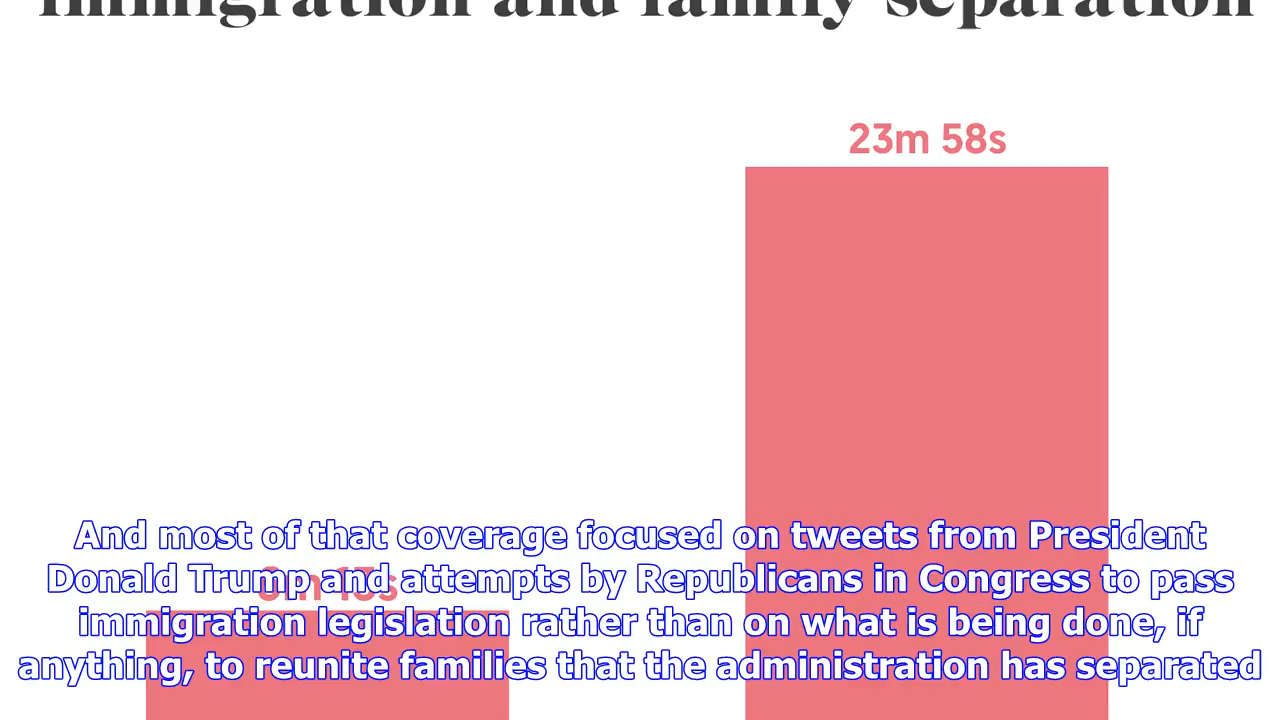 immigration and family separation
23m 58s
And most of that coverage focused on tweets from President
Donald Trump and attempts by Republicans in Congress to pass
immigration legislation rather than on what is being done, if
anything, to reunite families that the administration has separated